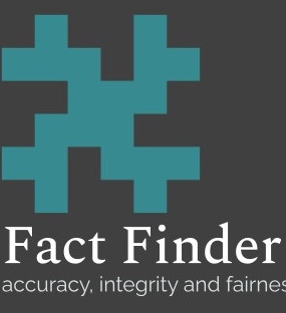 Fact Finder
accuracy, integrity and fairnes